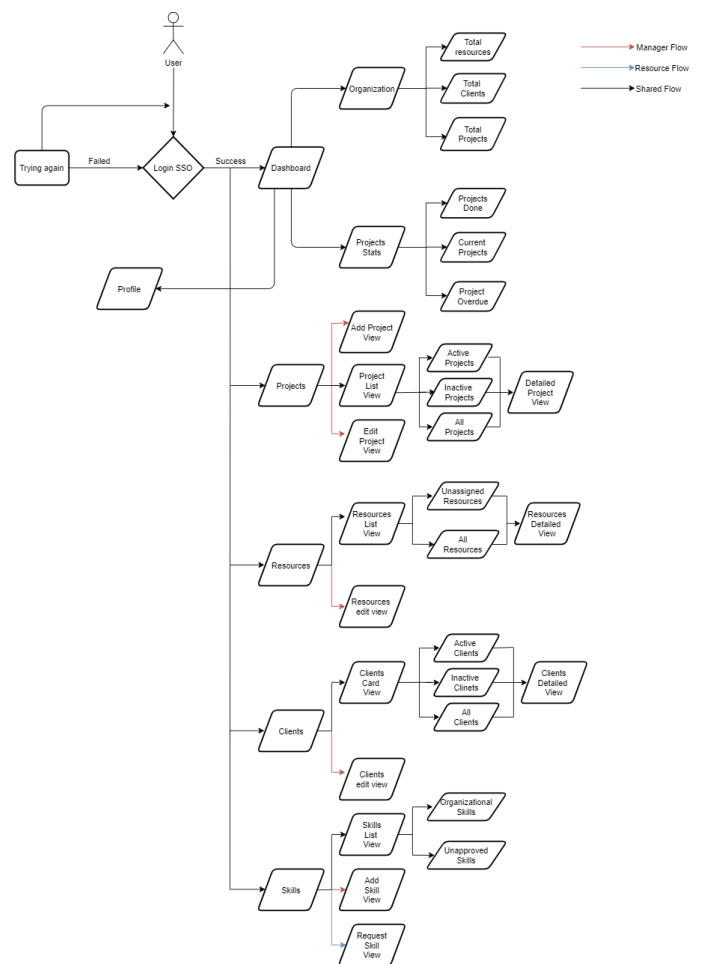 User
Manager Flow
Resource Flow
Shared Flow
Trying again
Failed
Login SSO
Success
Dashboard
Profile
Organization
Total
resources
Total
Clients
Total
Projects
Projects
Stats
Projects
Done
Current
Projects
Project
Overdue
Projects
Add Project
View
Project
List
View
Edit
Project
View
Active
Projects
Inactive
Projects
All
Projects
Detailed
Project
View
Resources
Resources
List
View
Resources
edit view
Unassigned
Resources
All
Resources
Resources
Detailed
View
Clients
Clients
Card
View
Clients
edit view
Active
Clients
Inactive
Clinets
All
Clients
Clients
Detailed
View
Skills
Skills
List
View
Add
Skill
View
Request
Skill
View
Organizational
Skills
Unapproved
Skills